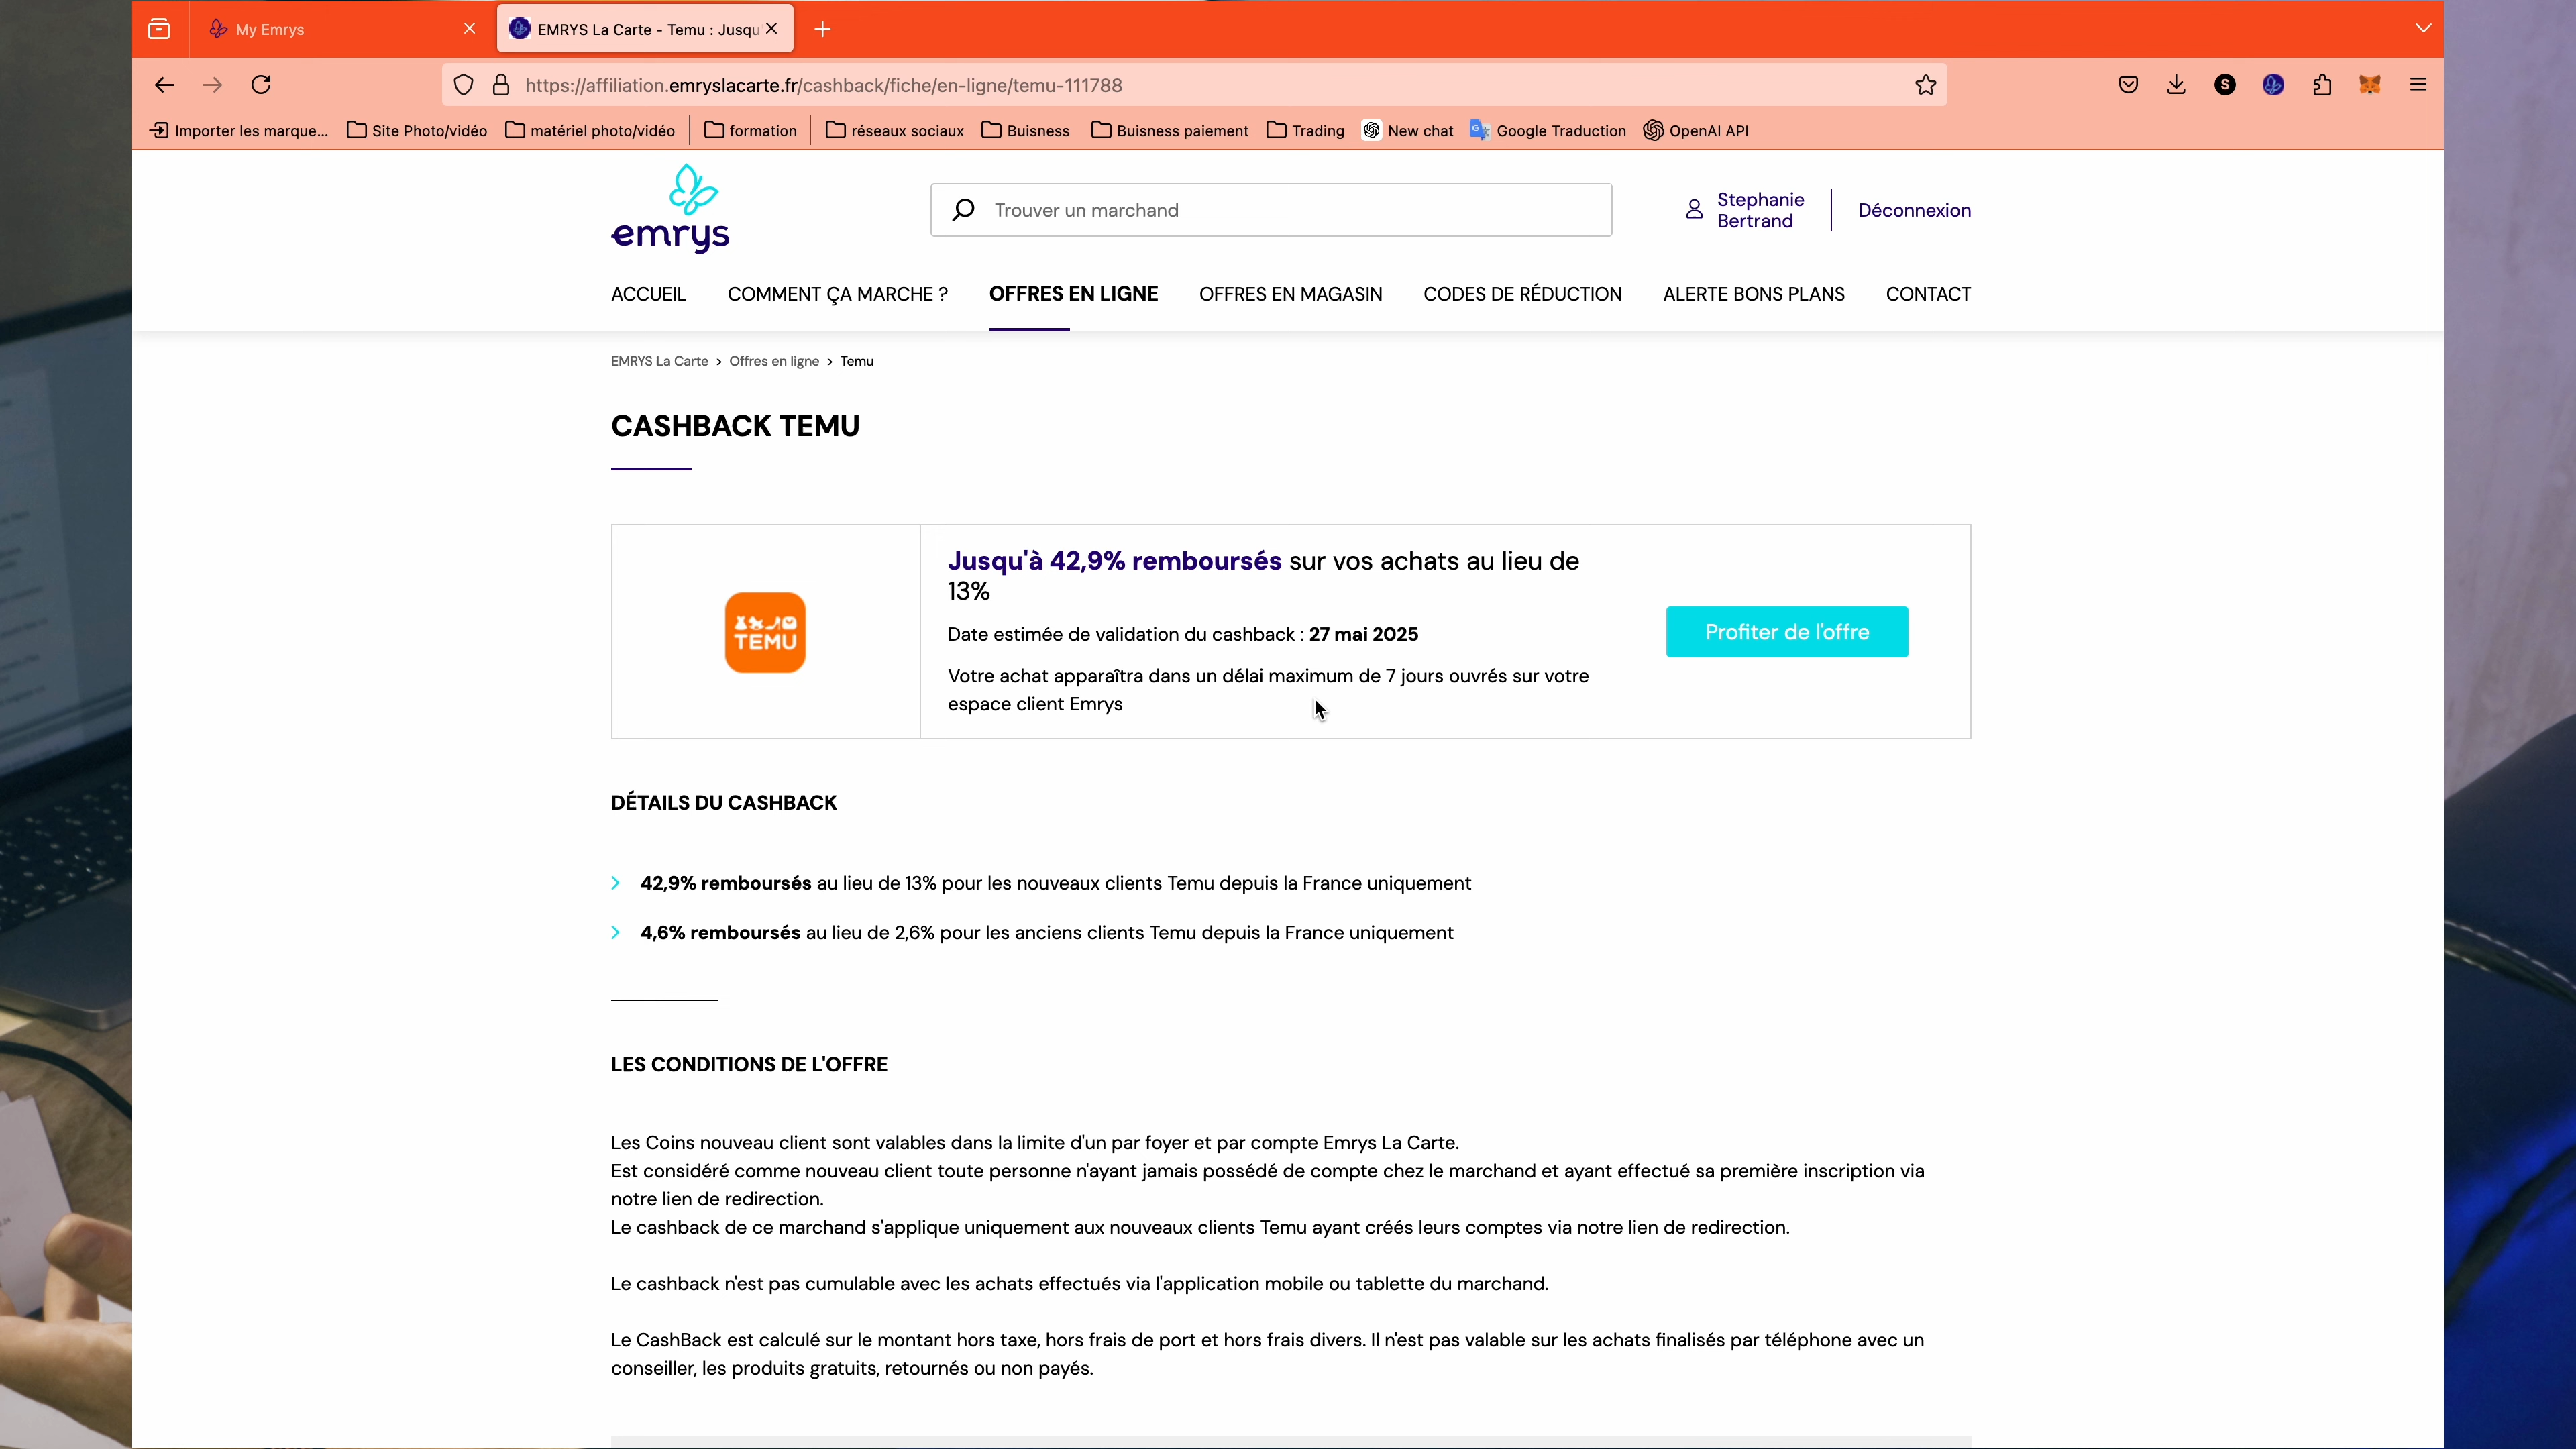 My Emrys
EMRYS La Carte - Temu : Jusqu
https://affiliation.emryslacarte.fr/cashback/fiche/en-ligne/temu-111788
S
Importer les marque...
Site Photo/vidéo
matériel photo/vidéo
formation
réseaux sociaux
Buisness
Buisness paiement
Trading
New chat
Google Traduction
OpenAI API
emrys
Trouver un marchand
Stephanie
Bertrand
Déconnexion
ACCUEIL
COMMENT ÇA MARCHE ?
OFFRES EN LIGNE
OFFRES EN MAGASIN
CODES DE RÉDUCTION
ALERTE BONS PLANS
CONTACT
EMRYS La Carte > Offres en ligne > Temu
CASHBACK TEMU
TEMU
Jusqu'à 42,9% remboursés sur vos achats au lieu de
13%
Date estimée de validation du cashback : 27 mai 2025
Votre achat apparaîtra dans un délai maximum de 7 jours ouvrés sur votre
espace client Emrys
Profiter de l'offre
DÉTAILS DU CASHBACK
42,9% remboursés au lieu de 13% pour les nouveaux clients Temu depuis la France uniquement
4,6% remboursés au lieu de 2,6% pour les anciens clients Temu depuis la France uniquement
LES CONDITIONS DE L'OFFRE
Les Coins nouveau client sont valables dans la limite d'un par foyer et par compte Emrys La Carte.
Est considéré comme nouveau client toute personne n'ayant jamais possédé de compte chez le marchand et ayant effectué sa première inscription via
notre lien de redirection.
Le cashback de ce marchand s'applique uniquement aux nouveaux clients Temu ayant créés leurs comptes via notre lien de redirection.
Le cashback n'est pas cumulable avec les achats effectués via l'application mobile ou tablette du marchand.
Le CashBack est calculé sur le montant hors taxe, hors frais de port et hors frais divers. Il n'est pas valable sur les achats finalisés par téléphone avec un
conseiller, les produits gratuits, retournés ou non payés.